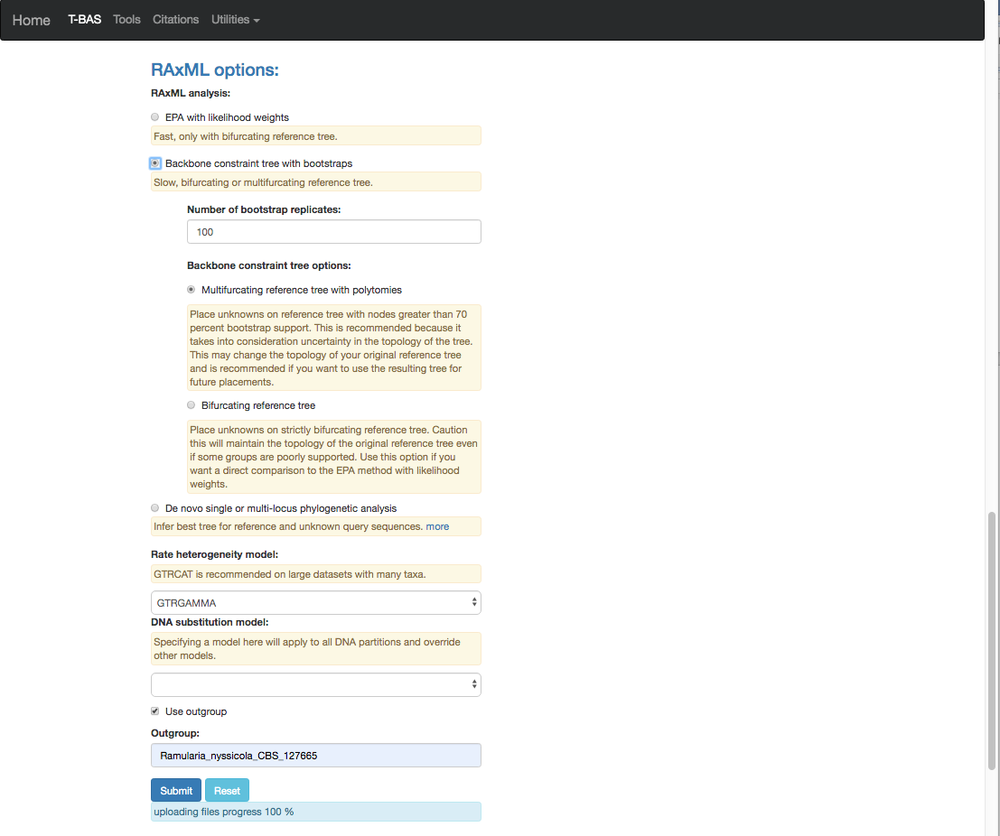 Home T-BAS Tools Citations Utilities
RAxML options:
RAxML analysis:
EPA with likelihood weights
Fast, only with bifurcating reference tree.
Backbone constraint tree with bootstraps
Slow, bifurcating or multifurcating reference tree.
Number of bootstrap replicates:
100
Backbone constraint tree options:
Multifurcating reference tree with polytomies
Place unknowns on reference tree with nodes greater than 70
percent bootstrap support. This is recommended because it
takes into consideration uncertainty in the topology of the tree.
This may change the topology of your original reference tree
and is recommended if you want to use the resulting tree for
future placements.
Bifurcating reference tree
Place unknowns on strictly bifurcating reference tree. Caution
this will maintain the topology of the original reference tree even
if some groups are poorly supported. Use this option if you
want a direct comparison to the EPA method with likelihood
weights.
De novo single or multi-locus phylogenetic analysis
Infer best tree for reference and unknown query sequences. more
Rate heterogeneity model:
GTRCAT is recommended on large datasets with many taxa.
GTRGAMMA
DNA substitution model:
Specifying a model here will apply to all DNA partitions and override
other models.
Use outgroup
Outgroup:
Ramularia_nyssicola_CBS_127665
Submit Reset
uploading files progress 100 %